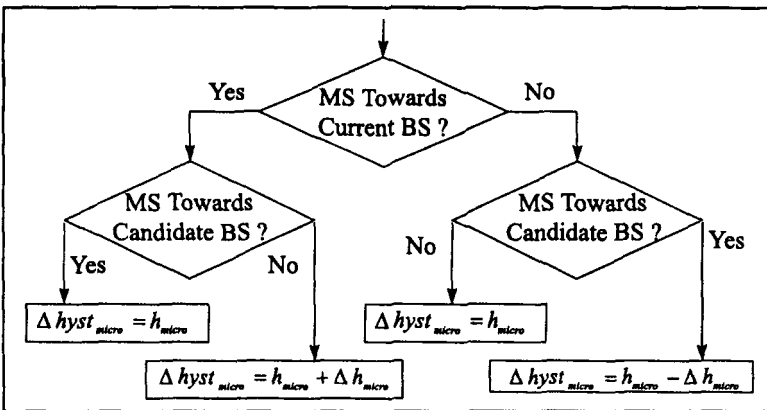 MS Towards
Current BS ?
Yes
No
MS Towards
Candidate BS ?
Yes
No
MS Towards
Candidate BS ?
No
Yes
Δ hyst_micro = h_micro
Δ hyst_micro = h_micro
Δ hyst_micro = h_micro + Δ h_micro
Δ hyst_micro = h_micro − Δ h_micro